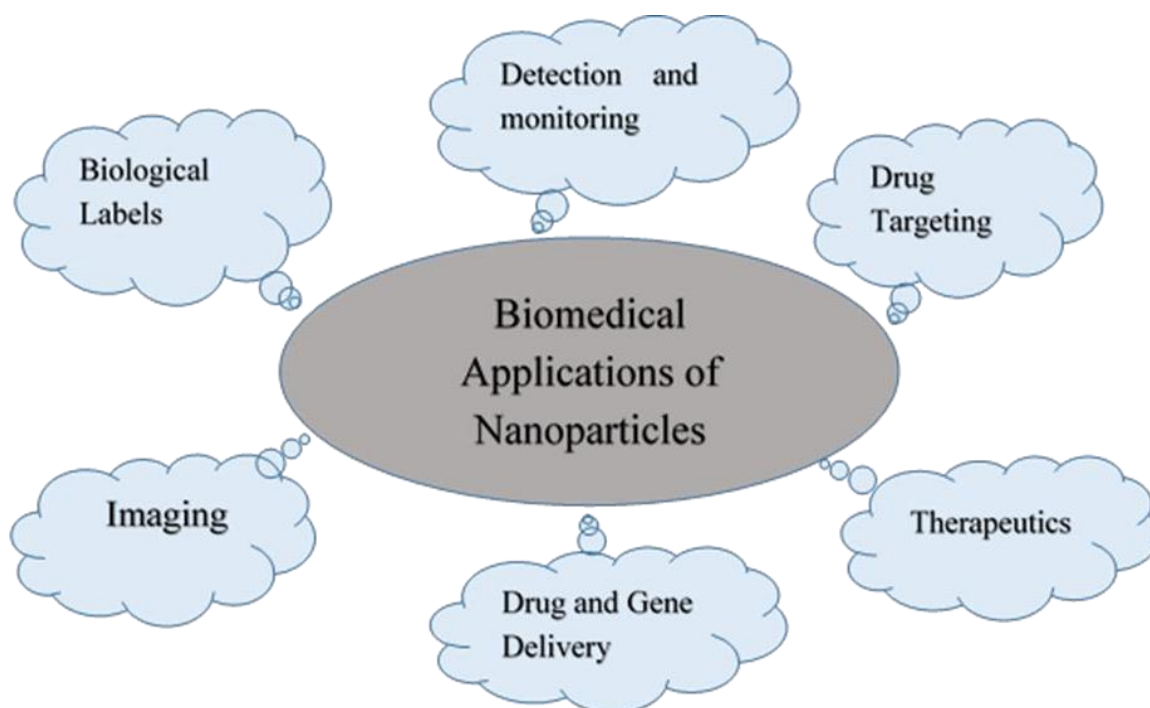 Detection and
monitoring
Biological
Labels
Drug
Targeting
Biomedical
Applications of
Nanoparticles
Imaging
Therapeutics
Drug and Gene
Delivery